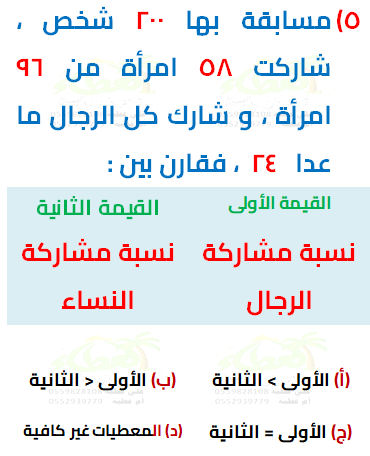 ٥) مسابقة بها ٢٠٠ شخص ،
شاركت ٥٨ امرأة من ٩٦
امرأة ، و شارك كل الرجال ما
عدا ٢٤ ، فقارن بين :
القيمة الأولى القيمة الثانية
نسبة مشاركة الرجال
نسبة مشاركة النساء
(أ) الأولى > الثانية (ب) الأولى < الثانية
(ج) الأولى = الثانية (د) المعطيات غير كافية